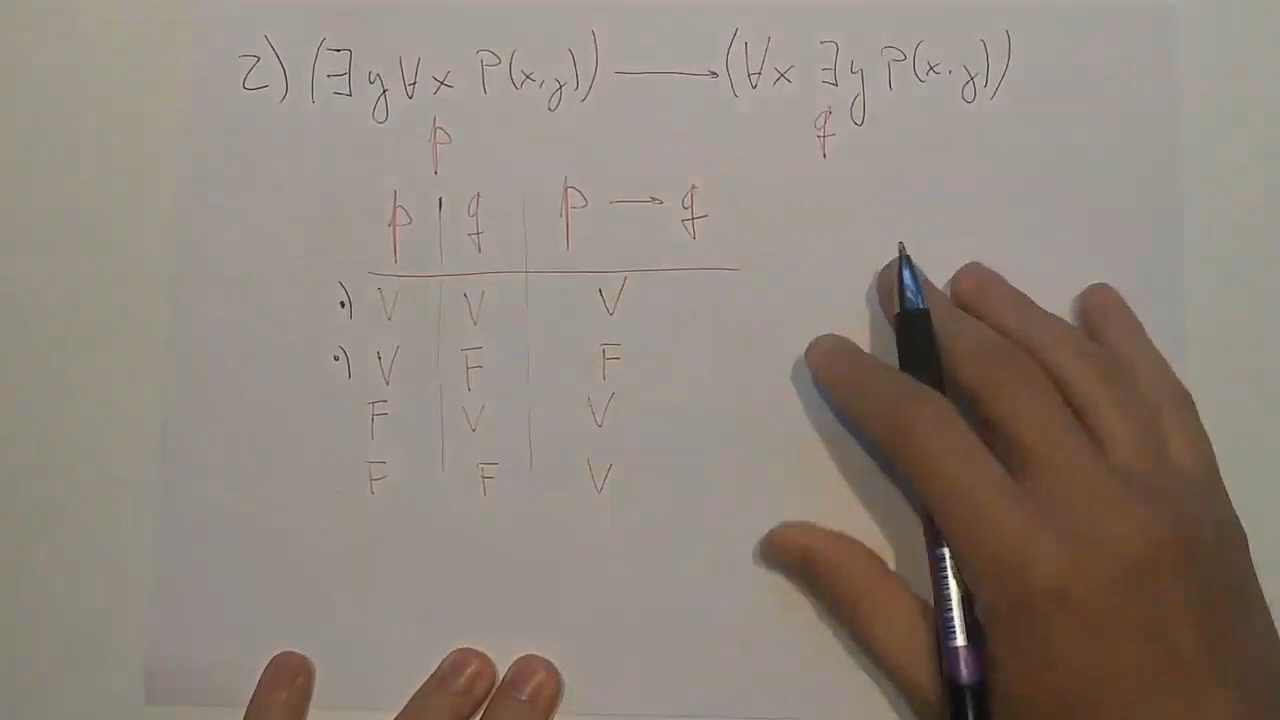 2) (∃y∀x P(x,y)) ⟶ (∀x ∃y P(x,y))
p q
p | q | p → q
•) V | V | V
•) V | F | F
F | V | V
F | F | V